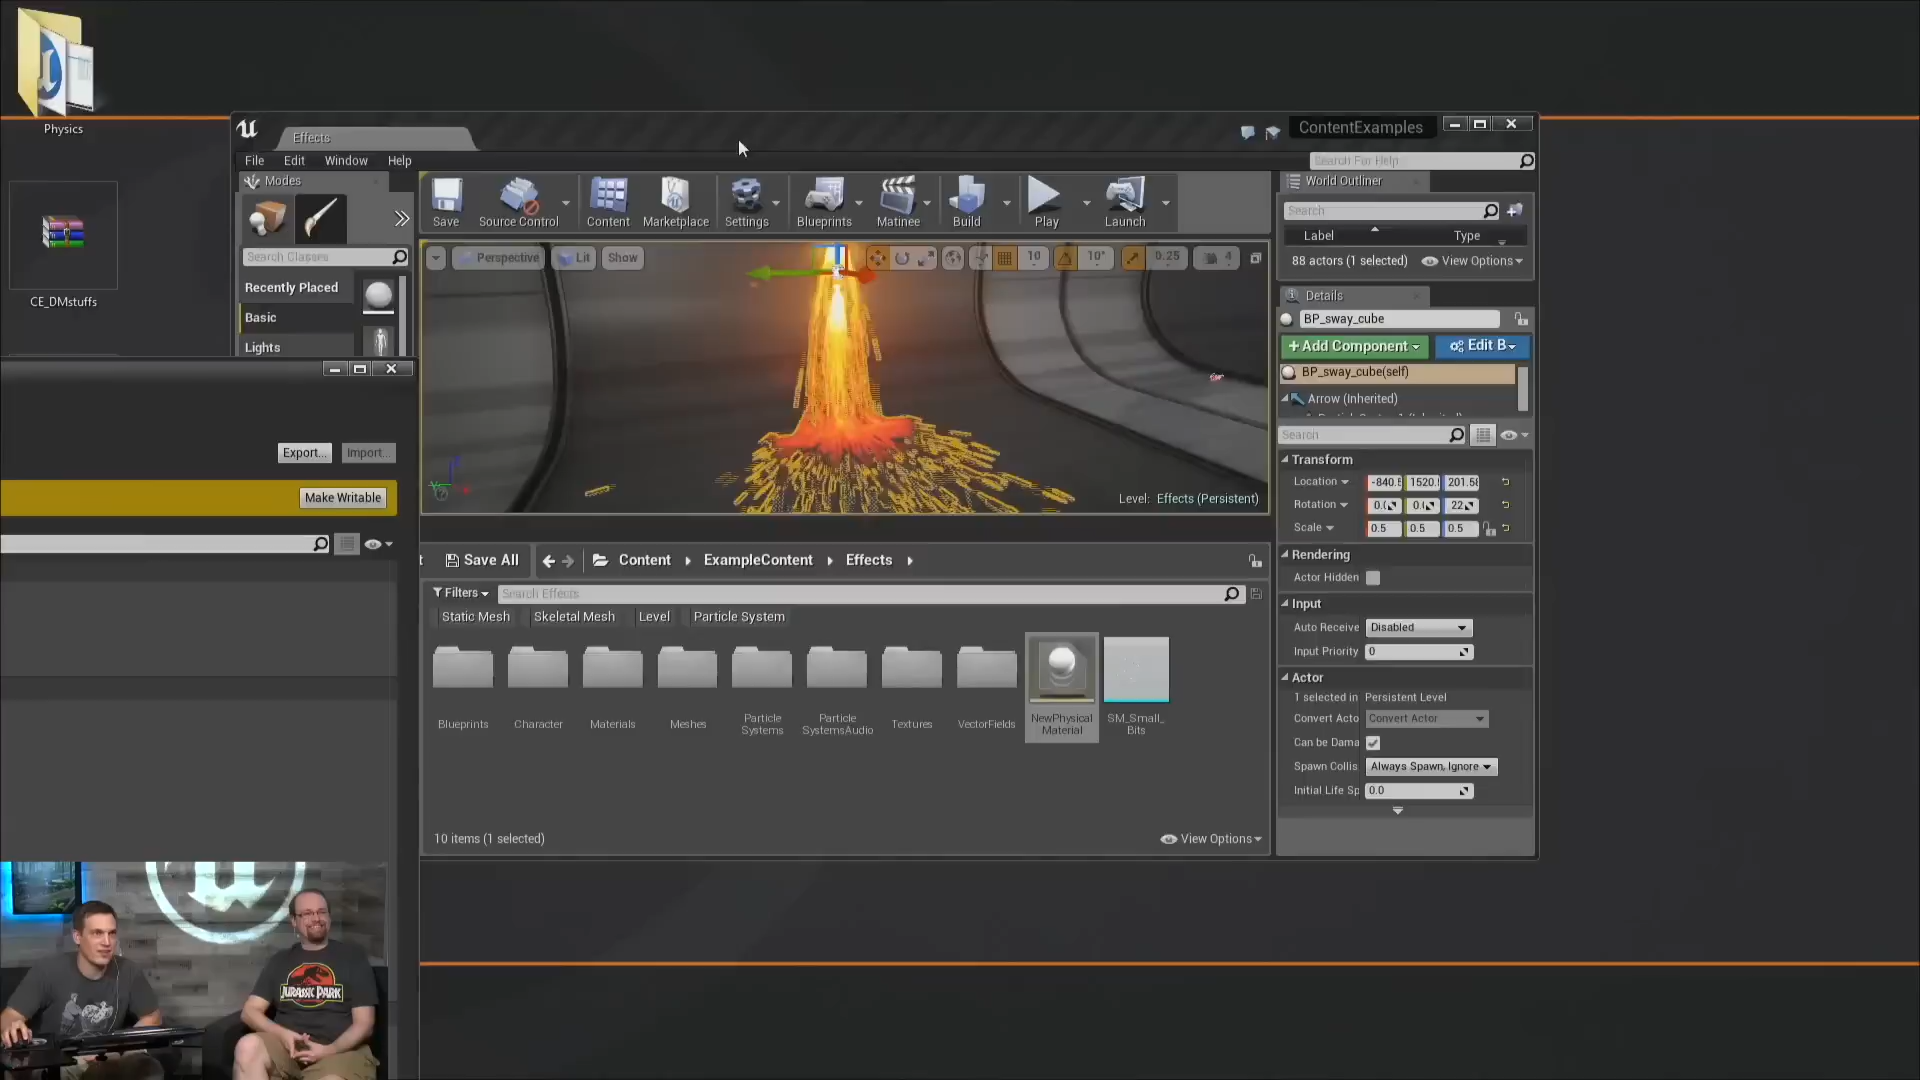 Physics
CE_DMstuffs
Effects
ContentExamples
File Edit Window Help
Search For Help
Modes
Save Source Control Content Marketplace Settings Blueprints Matinee Build Play Launch
Search Classes
Recently Placed
Basic
Lights
Perspective Lit Show
10 10° 0.25 4
Level: Effects (Persistent)
World Outliner
Search
Label Type
88 actors (1 selected) View Options
Details
BP_sway_cube
+ Add Component Edit B
BP_sway_cube(self)
Arrow (Inherited)
Search
Transform
Location -840. 1520. 201.5
Rotation 0. 0. 22
Scale 0.5 0.5 0.5
Rendering
Actor Hidden
Input
Auto Receive Disabled
Input Priority 0
Actor
1 selected in Persistent Level
Convert Acto Convert Actor
Can be Dama
Spawn Collis Always Spawn, Ignore
Initial Life Sp 0.0
Export... Import...
Make Writable
Save All Content ExampleContent Effects
Filters Search Effects
Static Mesh Skeletal Mesh Level Particle System
Blueprints
Character
Materials
Meshes
Particle
Systems
Particle
SystemsAudio
Textures
VectorFields
NewPhysical
Material
SM_Small_
Bits
10 items (1 selected) View Options
JURASSIC PARK